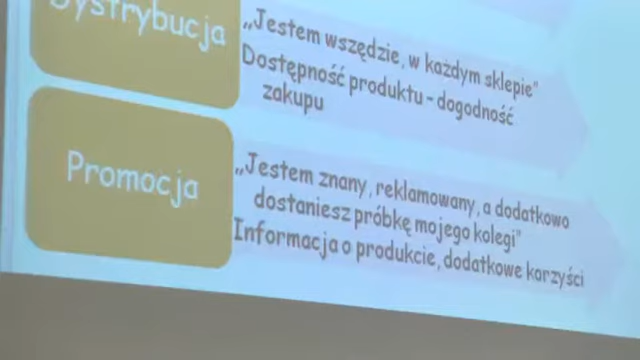 Dystrybucja
„Jestem wszędzie, w każdym sklepie"
Dostępność produktu - dogodność
zakupu
Promocja
„Jestem znany, reklamowany, a dodatkowo
dostaniesz próbkę mojego kolegi"
Informacja o produkcie, dodatkowe korzyści